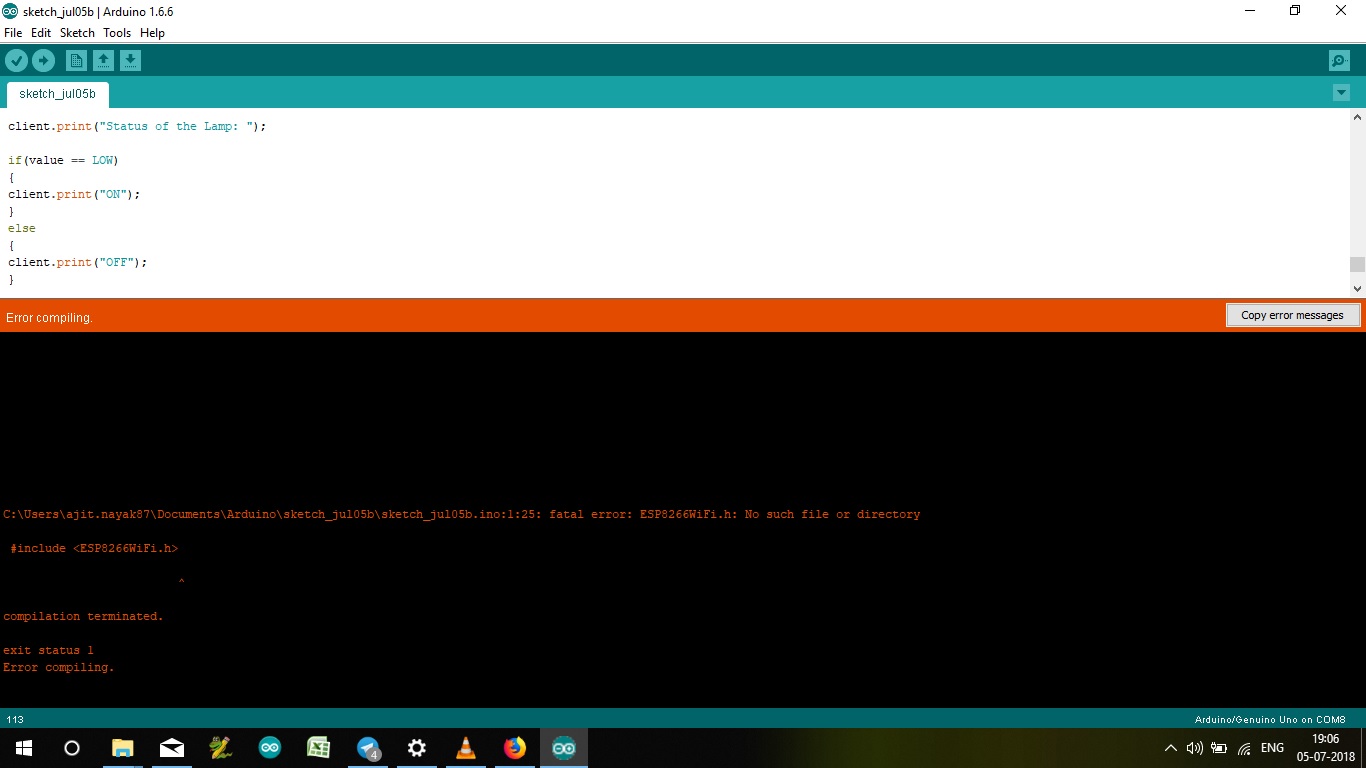 sketch_jul05b | Arduino 1.6.6
File Edit Sketch Tools Help
sketch_jul05b
client.print("Status of the Lamp: ");
if(value == LOW)
{
client.print("ON");
}
else
{
client.print("OFF");
}
Error compiling.
Copy error messages
C:\Users\ajit.nayak87\Documents\Arduino\sketch_jul05b\sketch_jul05b.ino:1:25: fatal error: ESP8266WiFi.h: No such file or directory
#include <ESP8266WiFi.h>
^
compilation terminated.
exit status 1
Error compiling.
113
Arduino/Genuino Uno on COM8
4
ENG
19:06
05-07-2018